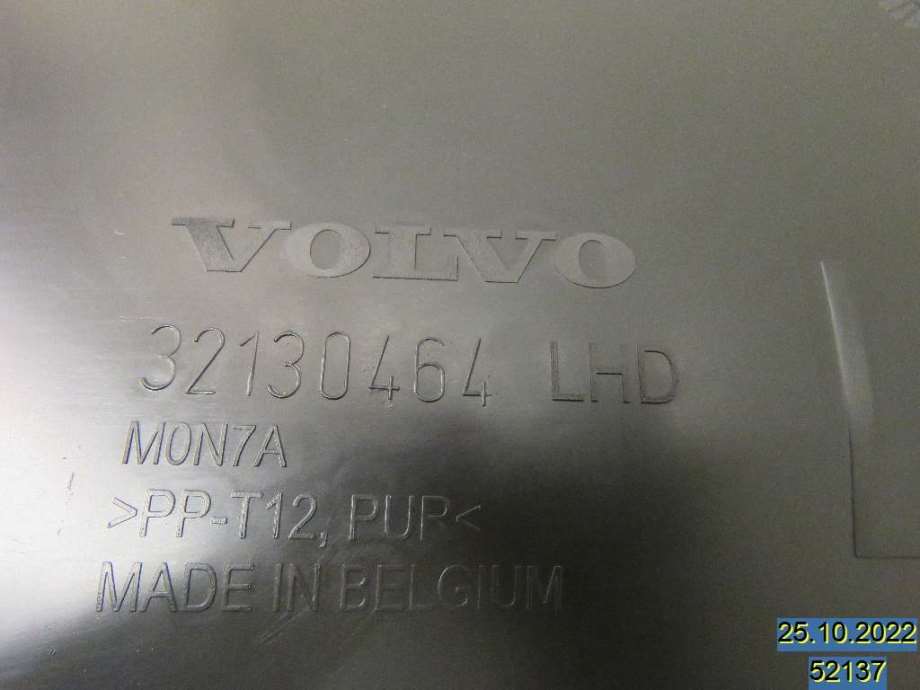 VOLVO
32130464 LHD
M0N7A
>PP-T12, PUR<
MADE IN BELGIUM
25.10.2022
52137